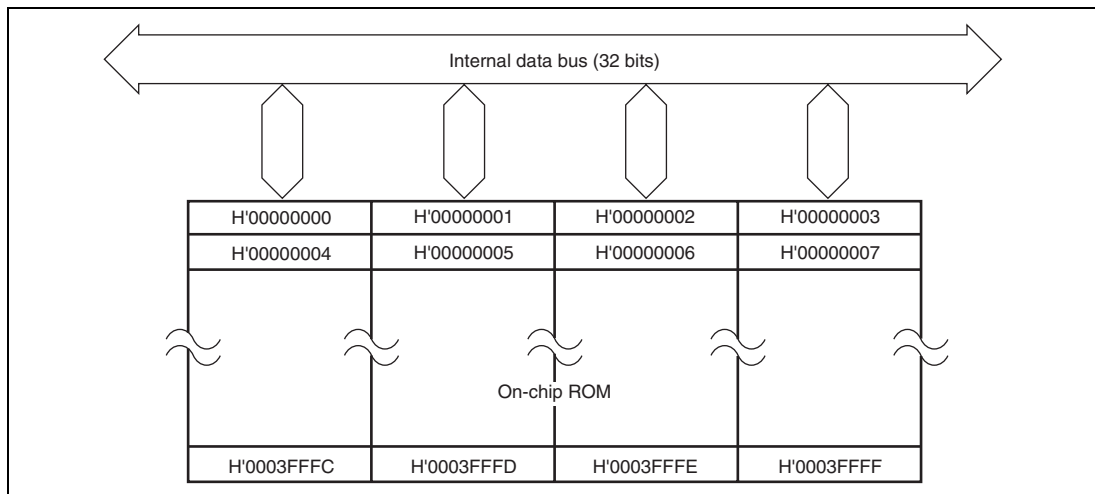 Internal data bus (32 bits)
H'00000000 H'00000001 H'00000002 H'00000003
H'00000004 H'00000005 H'00000006 H'00000007
On-chip ROM
H'0003FFFC H'0003FFFD H'0003FFFE H'0003FFFF